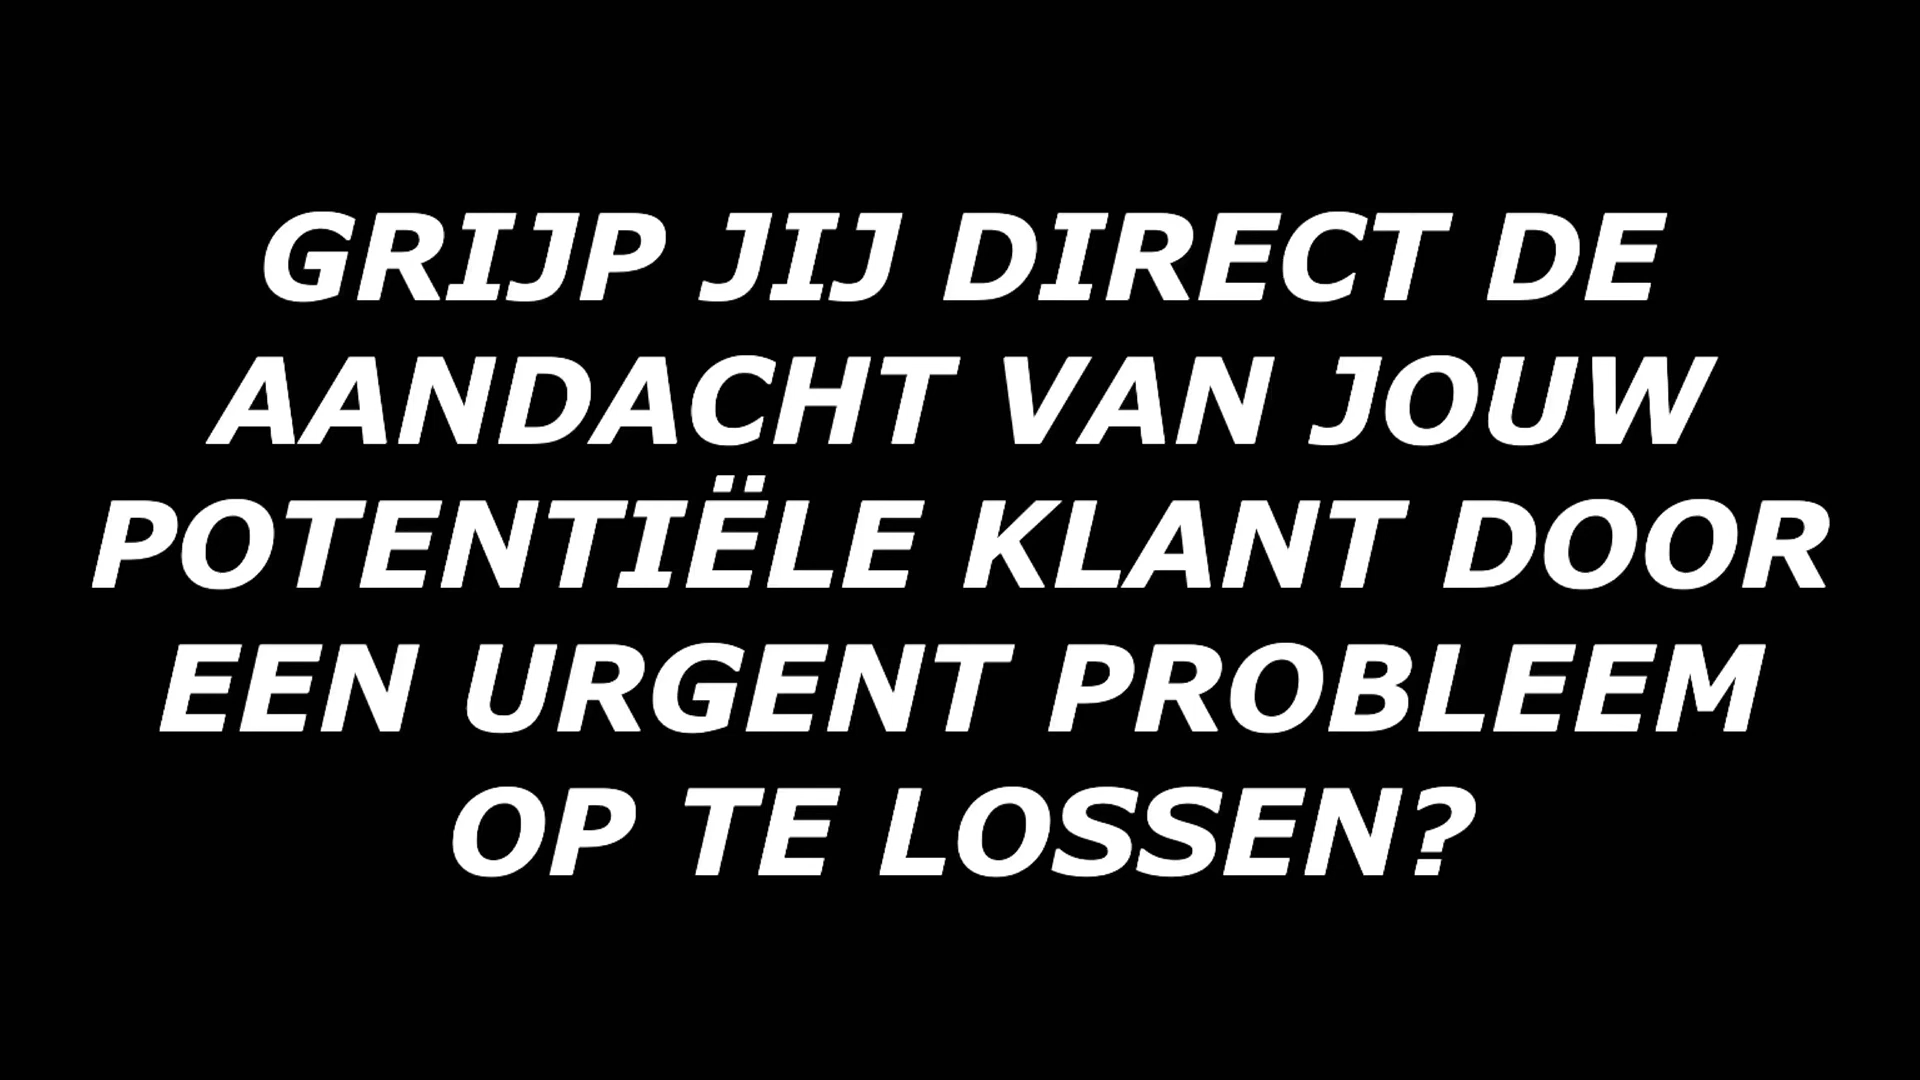 GRIJP JIJ DIRECT DE
AANDACHT VAN JOUW
POTENTIËLE KLANT DOOR
EEN URGENT PROBLEEM
OP TE LOSSEN?